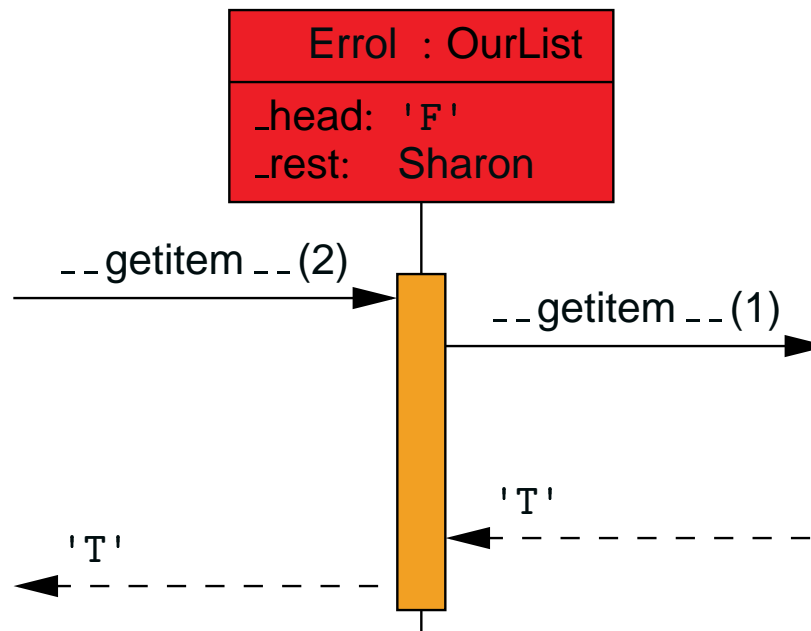 Errol : OurList
_head: 'F'
_rest: Sharon
__getitem__(2)
__getitem__(1)
'T'
'T'